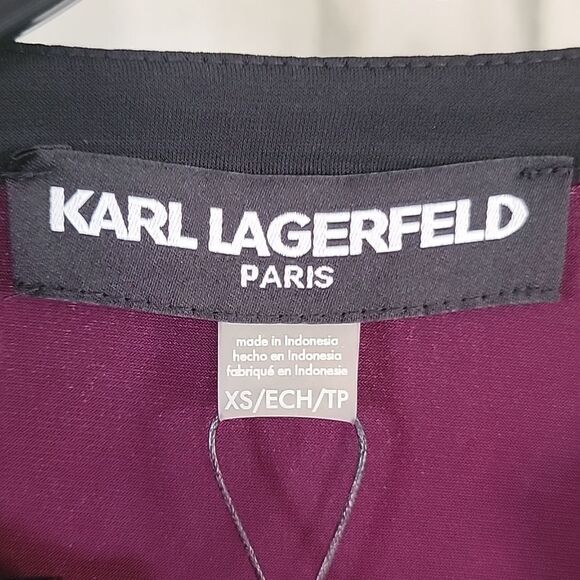 KARL LAGERFELD
PARIS
made in Indonesia
hecho en Indonesia
fabriqué en Indonesie
XS/ECH/TP